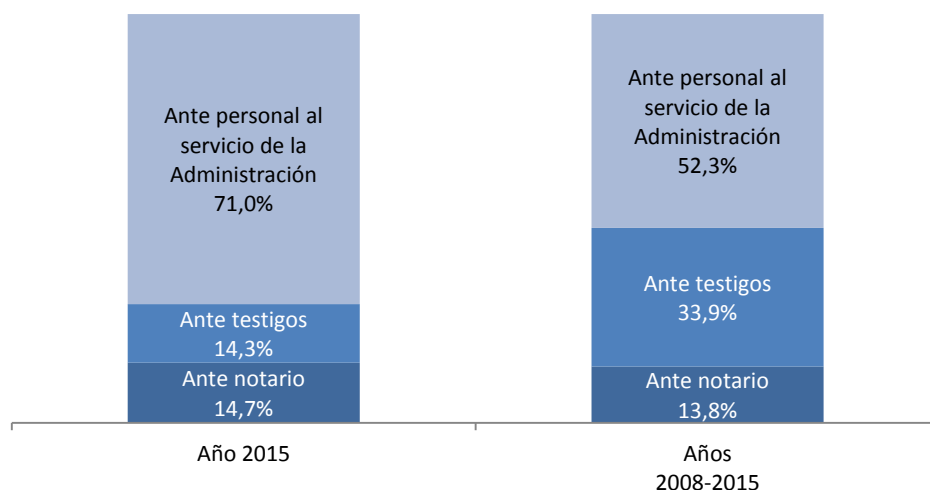 Ante personal al
servicio de la
Administración
71,0%
Ante testigos
14,3%
Ante notario
14,7%
Año 2015
Ante personal al
servicio de la
Administración
52,3%
Ante testigos
33,9%
Ante notario
13,8%
Años
2008-2015